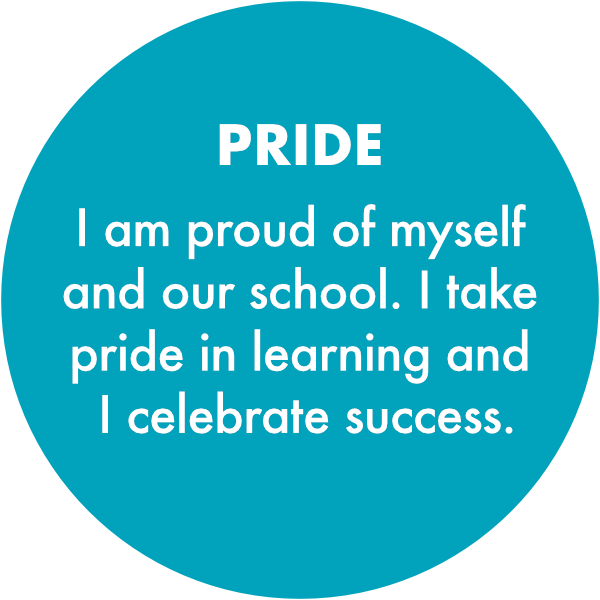 PRIDE
I am proud of myself
and our school. I take
pride in learning and
I celebrate success.